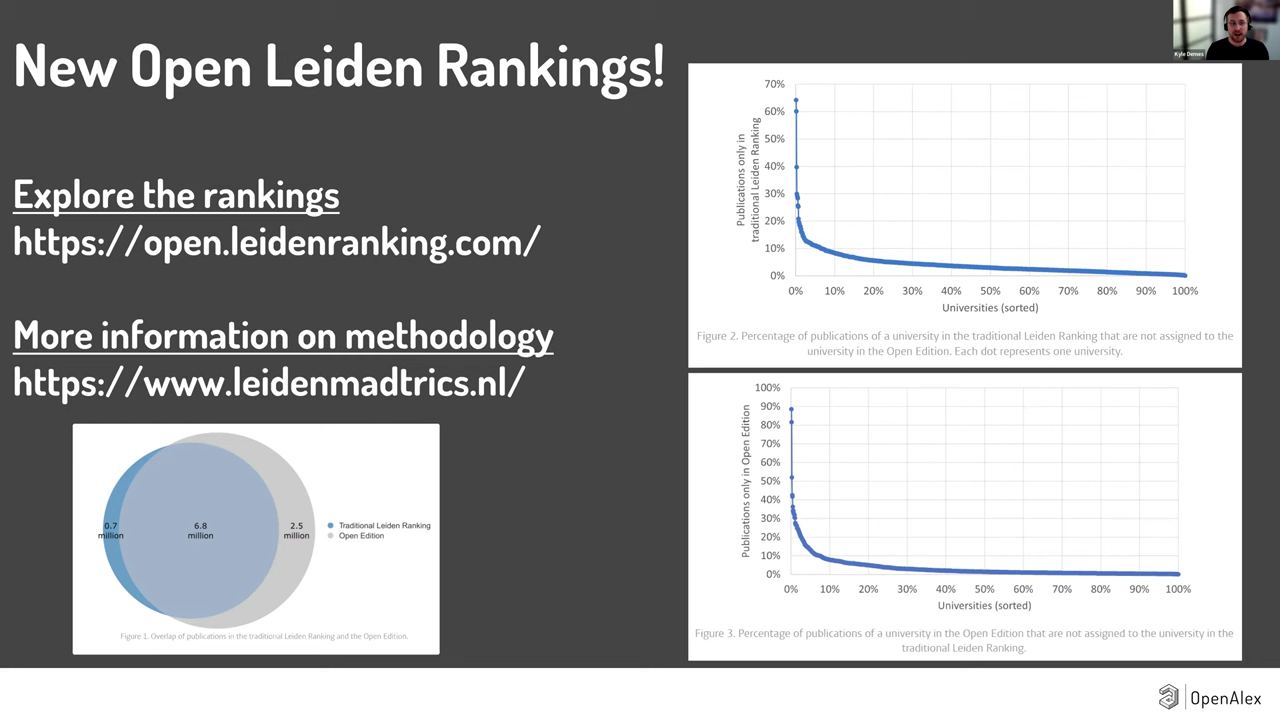 New Open Leiden Rankings!
Explore the rankings
https://open.leidenranking.com/
More information on methodology
https://www.leidenmadtrics.nl/
0.7
million
6.8
million
2.5
million
Traditional Leiden Ranking
Open Edition
Figure 1. Overlap of publications in the traditional Leiden Ranking and the Open Edition.
Kyle Demes
Publications only in
traditional Leiden Ranking
70%
60%
50%
40%
30%
20%
10%
0%
0% 10% 20% 30% 40% 50% 60% 70% 80% 90% 100%
Universities (sorted)
Figure 2. Percentage of publications of a university in the traditional Leiden Ranking that are not assigned to the
university in the Open Edition. Each dot represents one university.
Publications only in Open Edition
100%
90%
80%
70%
60%
50%
40%
30%
20%
10%
0%
0% 10% 20% 30% 40% 50% 60% 70% 80% 90% 100%
Universities (sorted)
Figure 3. Percentage of publications of a university in the Open Edition that are not assigned to the university in the
traditional Leiden Ranking.
OpenAlex